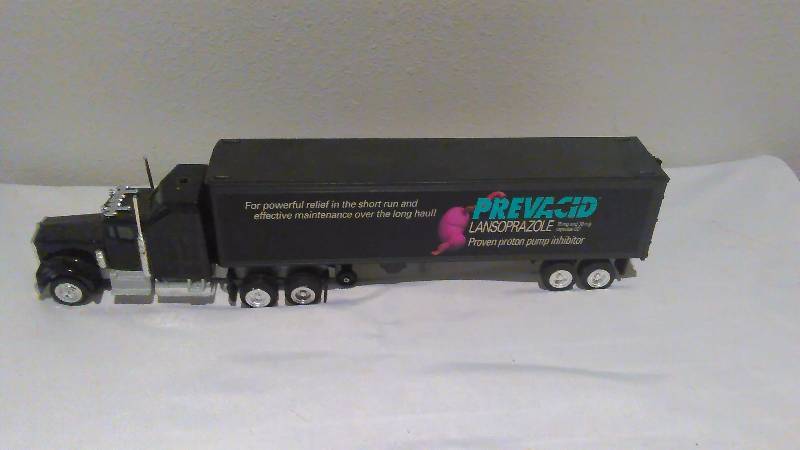 For powerful relief in the short run and
effective maintenance over the long haul!
PREVACID
LANSOPRAZOLE
Proven proton pump inhibitor